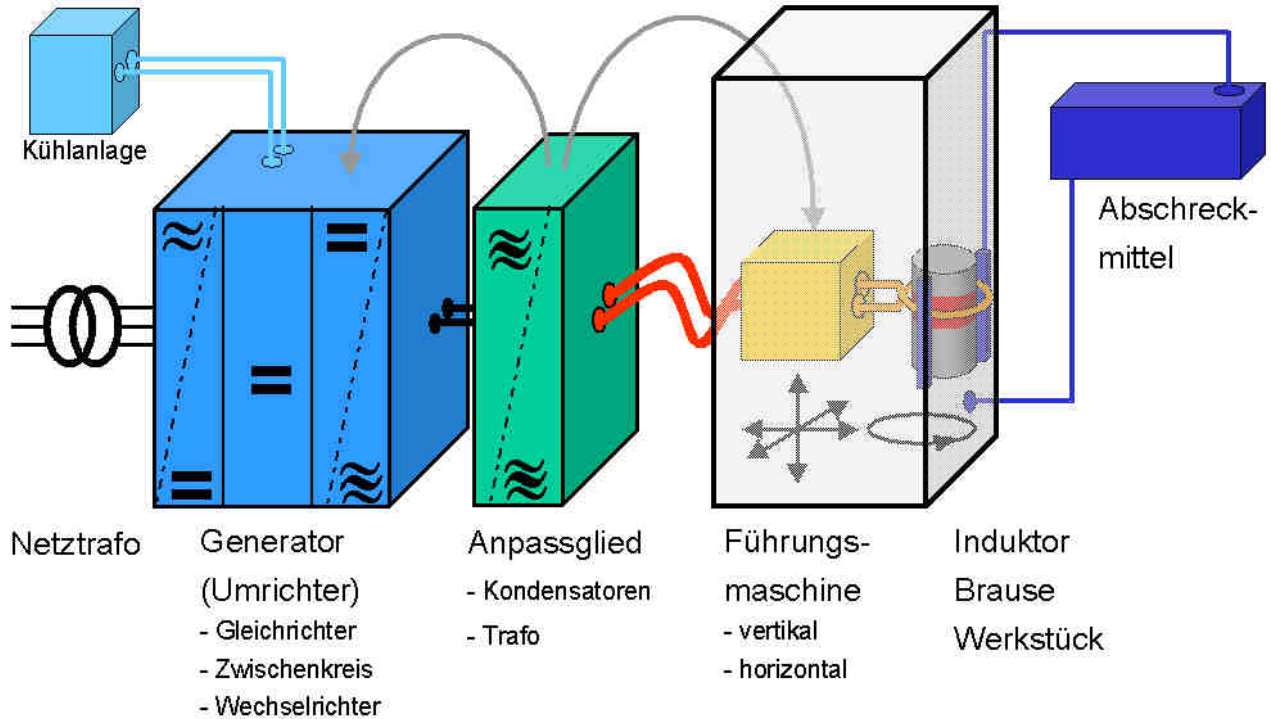 Kühlanlage
Abschreck-
mittel
Netztrafo
Generator
(Umrichter)
- Gleichrichter
- Zwischenkreis
- Wechselrichter
Anpassglied
- Kondensatoren
- Trafo
Führungs-
maschine
- vertikal
- horizontal
Induktor
Brause
Werkstück